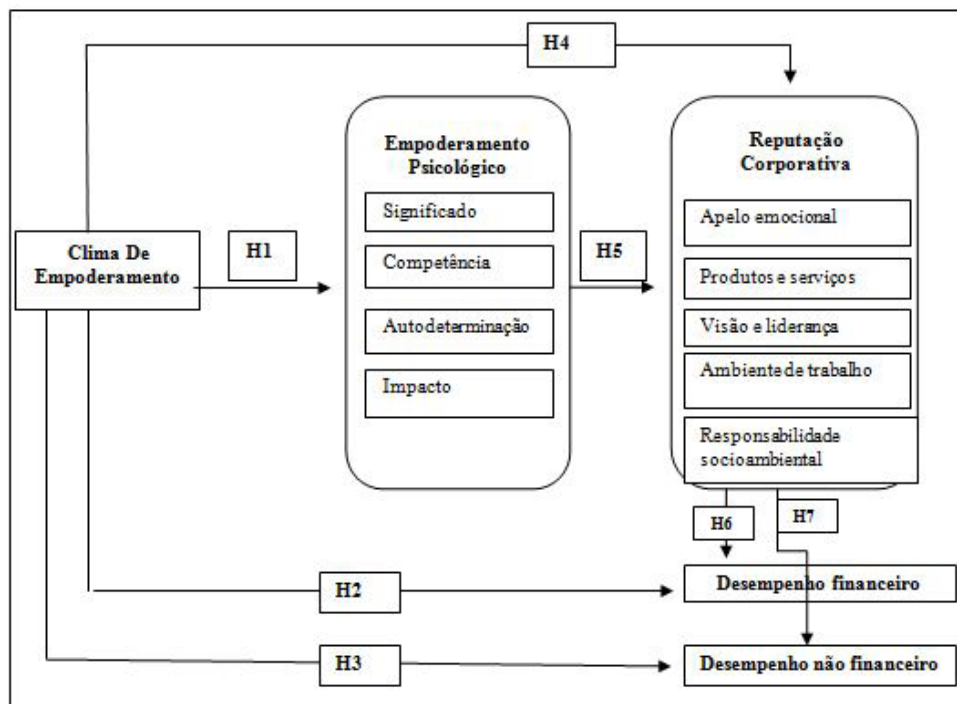 H4
Empoderamento
Psicológico
Significado
Competência
Autodeterminação
Impacto
Reputação
Corporativa
Apelo emocional
Produtos e serviços
Visão e liderança
Ambiente de trabalho
Responsabilidade
socioambiental
Clima De
Empoderamento
H1
H5
H6
H7
H2
Desempenho financeiro
H3
Desempenho não financeiro